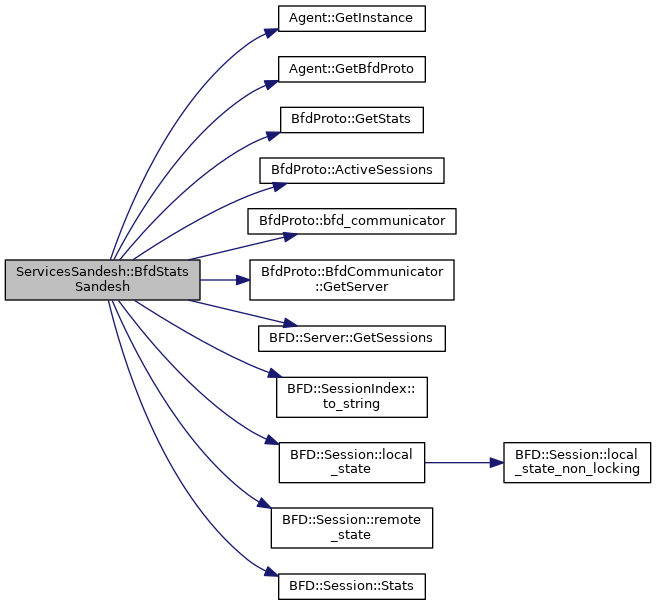 Agent::GetInstance
Agent::GetBfdProto
BfdProto::GetStats
BfdProto::ActiveSessions
BfdProto::bfd_communicator
ServicesSandesh::BfdStats
Sandesh
BfdProto::BfdCommunicator
::GetServer
BFD::Server::GetSessions
BFD::SessionIndex::
to_string
BFD::Session::local
_state
BFD::Session::local
_state_non_locking
BFD::Session::remote
_state
BFD::Session::Stats